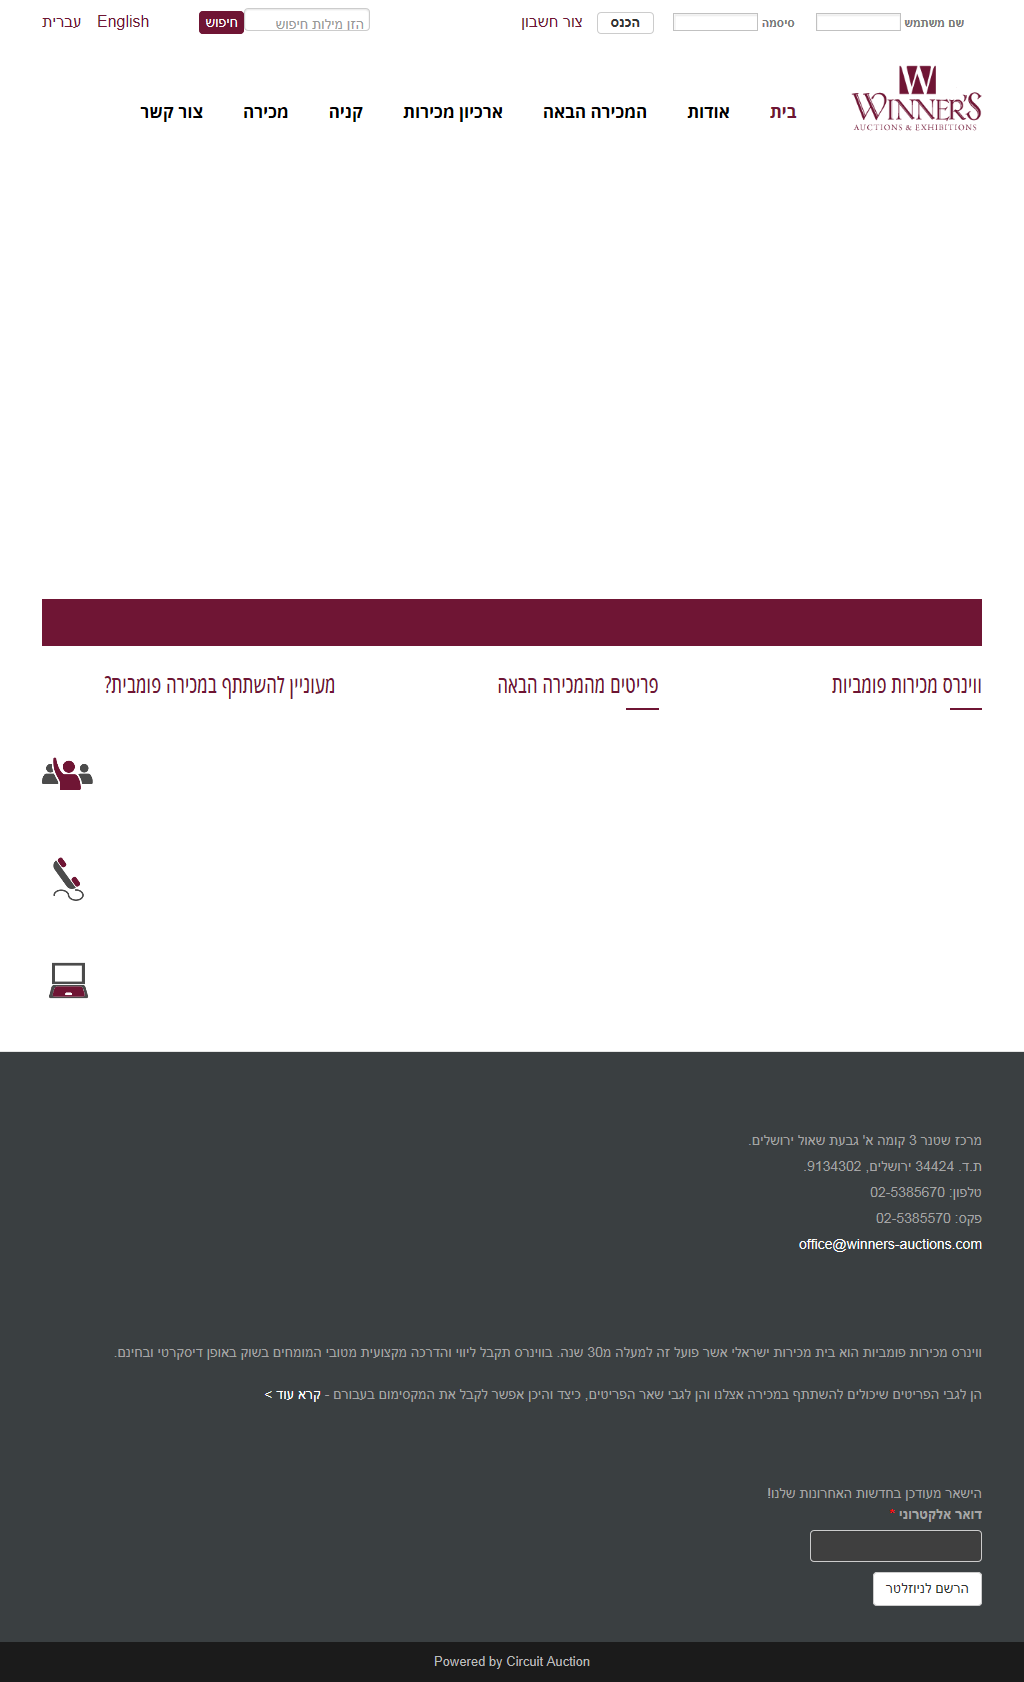 שם משתמש
סיסמה
הכנס
צור חשבון
הזן מילות חיפוש
חיפוש
English
עברית
W
WINNER'S
AUCTIONS & EXHIBITIONS
בית
אודות
המכירה הבאה
ארכיון מכירות
קניה
מכירה
צור קשר
ווינרס מכירות פומביות
פריטים מהמכירה הבאה
מעוניין להשתתף במכירה פומבית?
מרכז שטנר 3 קומה א' גבעת שאול ירושלים.
ת.ד. 34424 ירושלים, 9134302.
טלפון: 02-5385670
פקס: 02-5385570
office@winners-auctions.com
ווינרס מכירות פומביות הוא בית מכירות ישראלי אשר פועל זה למעלה מ30 שנה. בווינרס תקבל ליווי והדרכה מקצועית מטובי המומחים בשוק באופן דיסקרטי ובחינם.
הן לגבי הפריטים שיכולים להשתתף במכירה אצלנו והן לגבי שאר הפריטים, כיצד והיכן אפשר לקבל את המקסימום בעבורם - קרא עוד >
הישאר מעודכן בחדשות האחרונות שלנו!
דואר אלקטרוני *
הרשם לניוזלטר
Powered by Circuit Auction